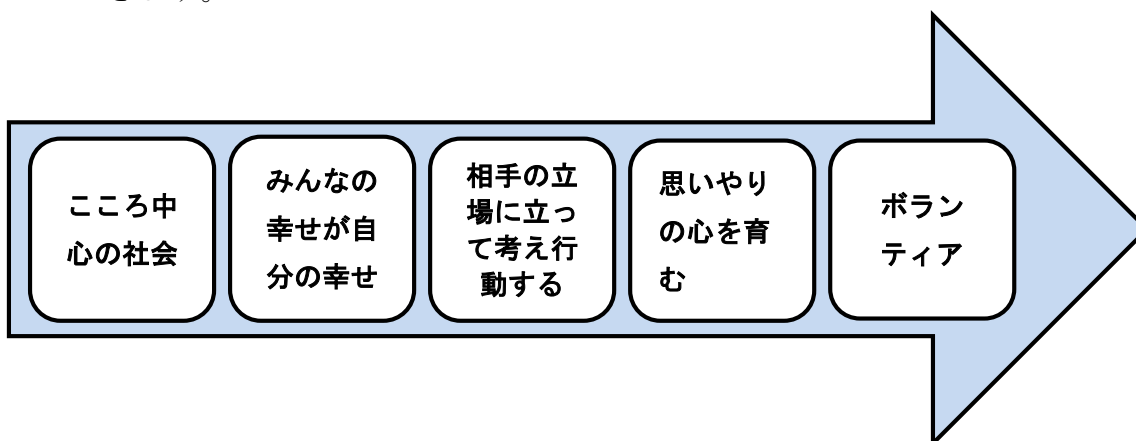 こころ中
心の社会
みんなの
幸せが自
分の幸せ
相手の立
場に立っ
て考え行
動する
思いやり
の心を育
む
ボラン
ティア